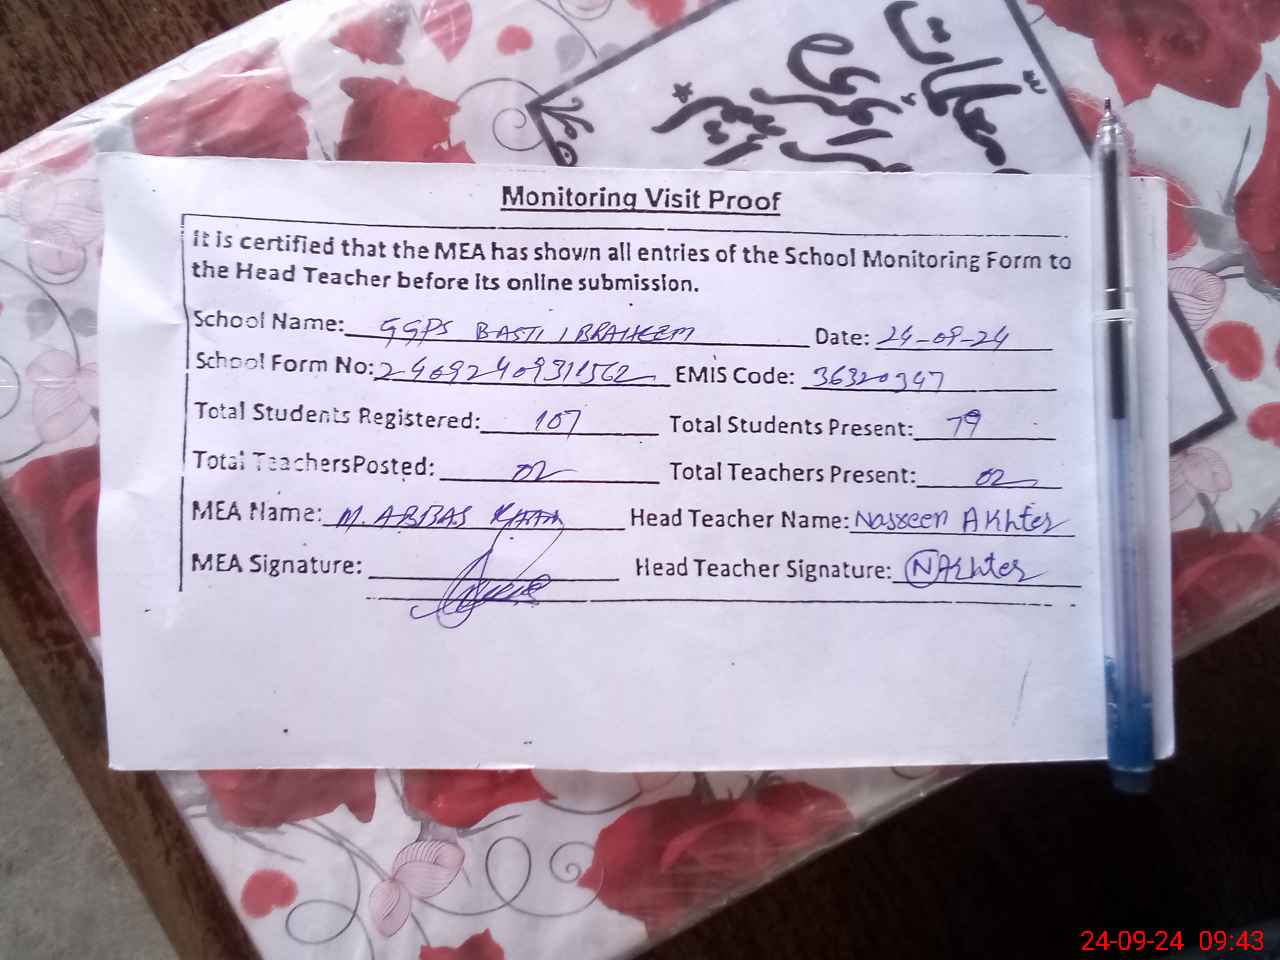 معلومات
Monitoring Visit Proof
It is certified that the MEA has shown all entries of the School Monitoring Form to
the Head Teacher before its online submission.
School Name: GGPS BASTI IBRAHEEM Date: 24-09-24
School Form No: 24092409311562 EMIS Code: 36320347
Total Students Registered: 107 Total Students Present: 79
Total TeachersPosted: 02 Total Teachers Present: 02
MEA Name: M. ABBAS KHAN Head Teacher Name: Nasreen Akhter
MEA Signature: Head Teacher Signature: NAkhter
24-09-24 09:43